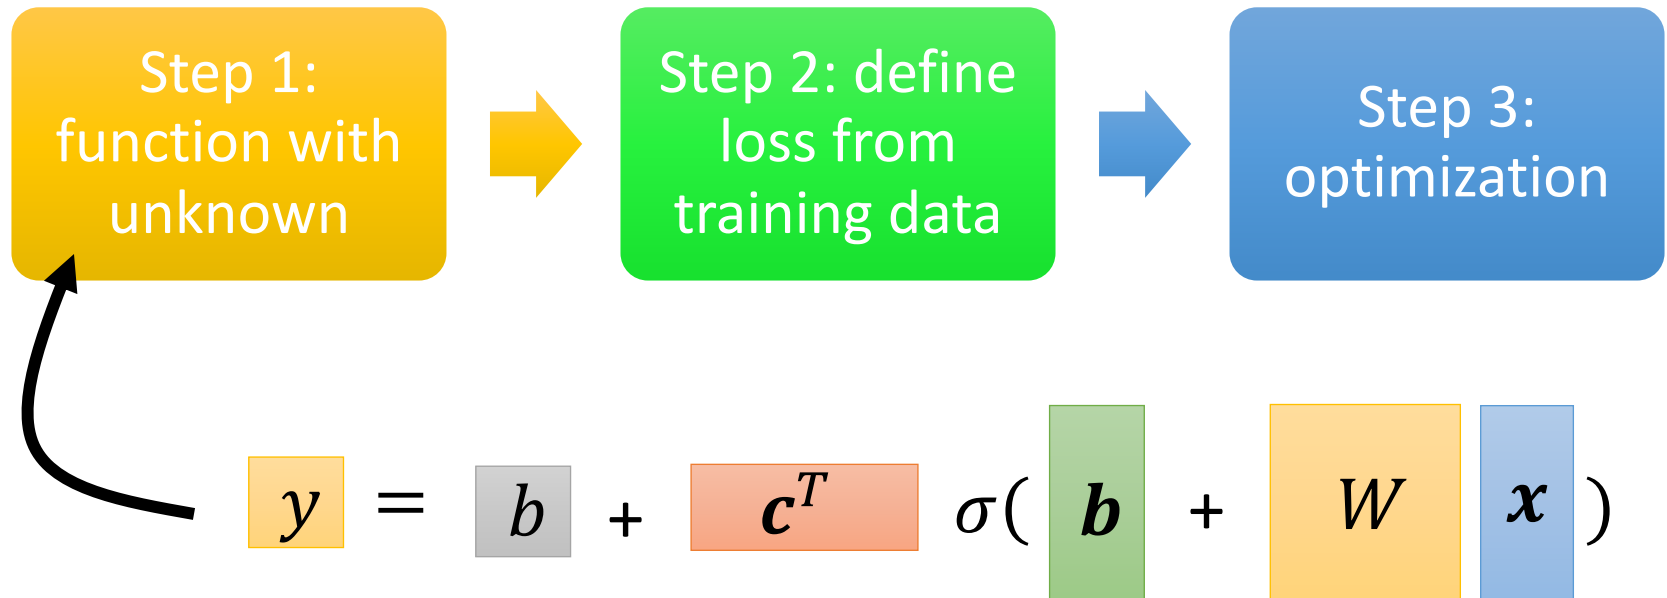 Step 1:
function with
unknown
Step 2: define
loss from
training data
Step 3:
optimization
y = b + c^T σ( b + W x )